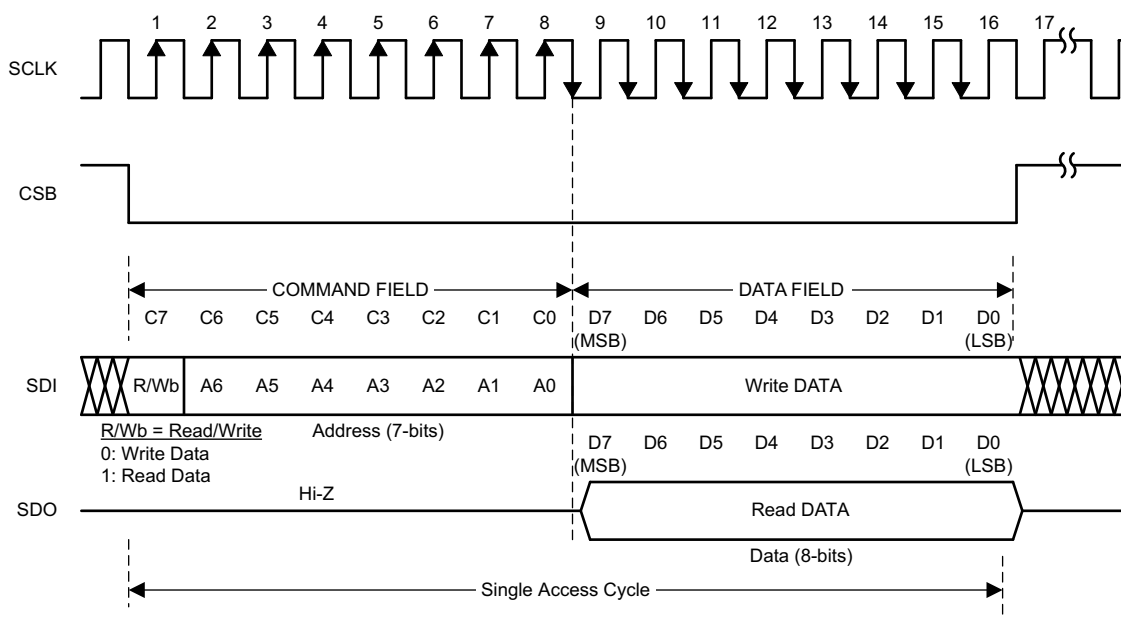 1 2 3 4 5 6 7 8 9 10 11 12 13 14 15 16 17
SCLK
CSB
COMMAND FIELD DATA FIELD
C7 C6 C5 C4 C3 C2 C1 C0 D7 D6 D5 D4 D3 D2 D1 D0
(MSB) (LSB)
SDI R/Wb A6 A5 A4 A3 A2 A1 A0 Write DATA
R/Wb = Read/Write Address (7-bits)
0: Write Data
1: Read Data
D7 D6 D5 D4 D3 D2 D1 D0
(MSB) (LSB)
Hi-Z
SDO Read DATA
Data (8-bits)
Single Access Cycle